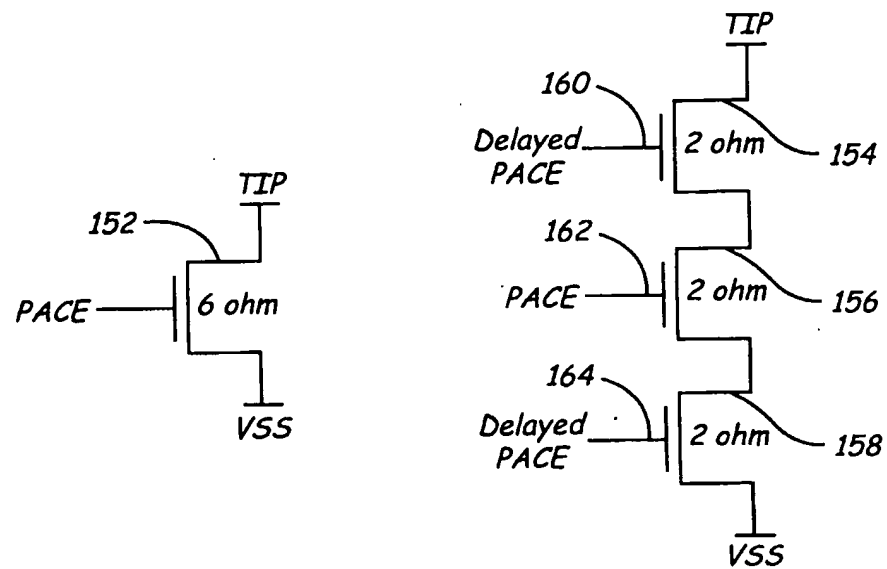 TIP
152
PACE
6 ohm
VSS
TIP
160
Delayed
PACE
2 ohm
154
162
PACE
2 ohm
156
164
Delayed
PACE
2 ohm
158
VSS